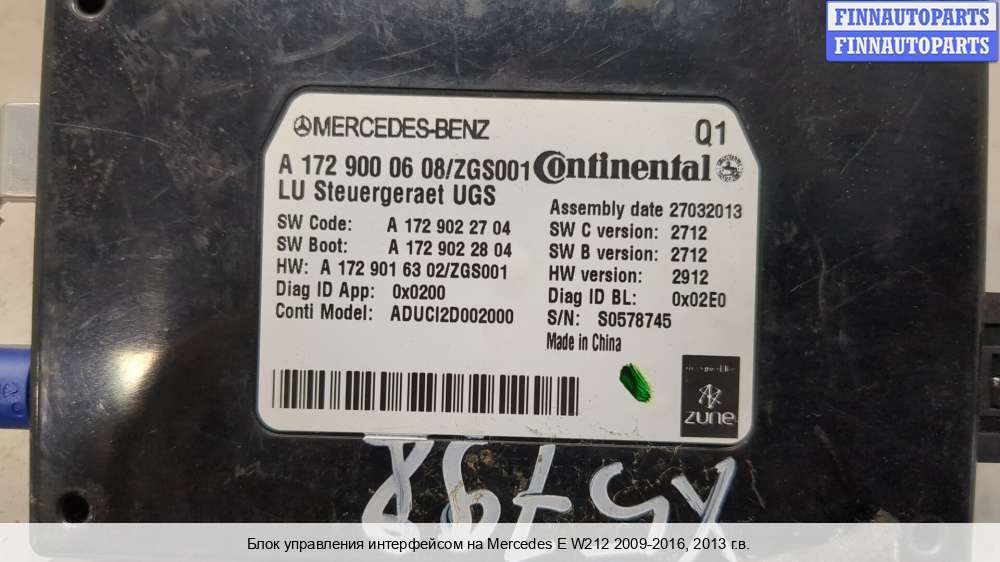 FINNAUTOPARTS
FINNAUTOPARTS
MERCEDES-BENZ
Q1
A 172 900 06 08/ZGS001
Continental
LU Steuergeraet UGS
Assembly date 27032013
SW Code: A 172 902 27 04
SW C version: 2712
SW Boot: A 172 902 28 04
SW B version: 2712
HW: A 172 901 63 02/ZGS001
HW version: 2912
Diag ID App: 0x0200
Diag ID BL: 0x02E0
Conti Model: ADUCI2D002000
S/N: S0578745
Made in China
zune
Блок управления интерфейсом на Mercedes E W212 2009-2016, 2013 г.в.